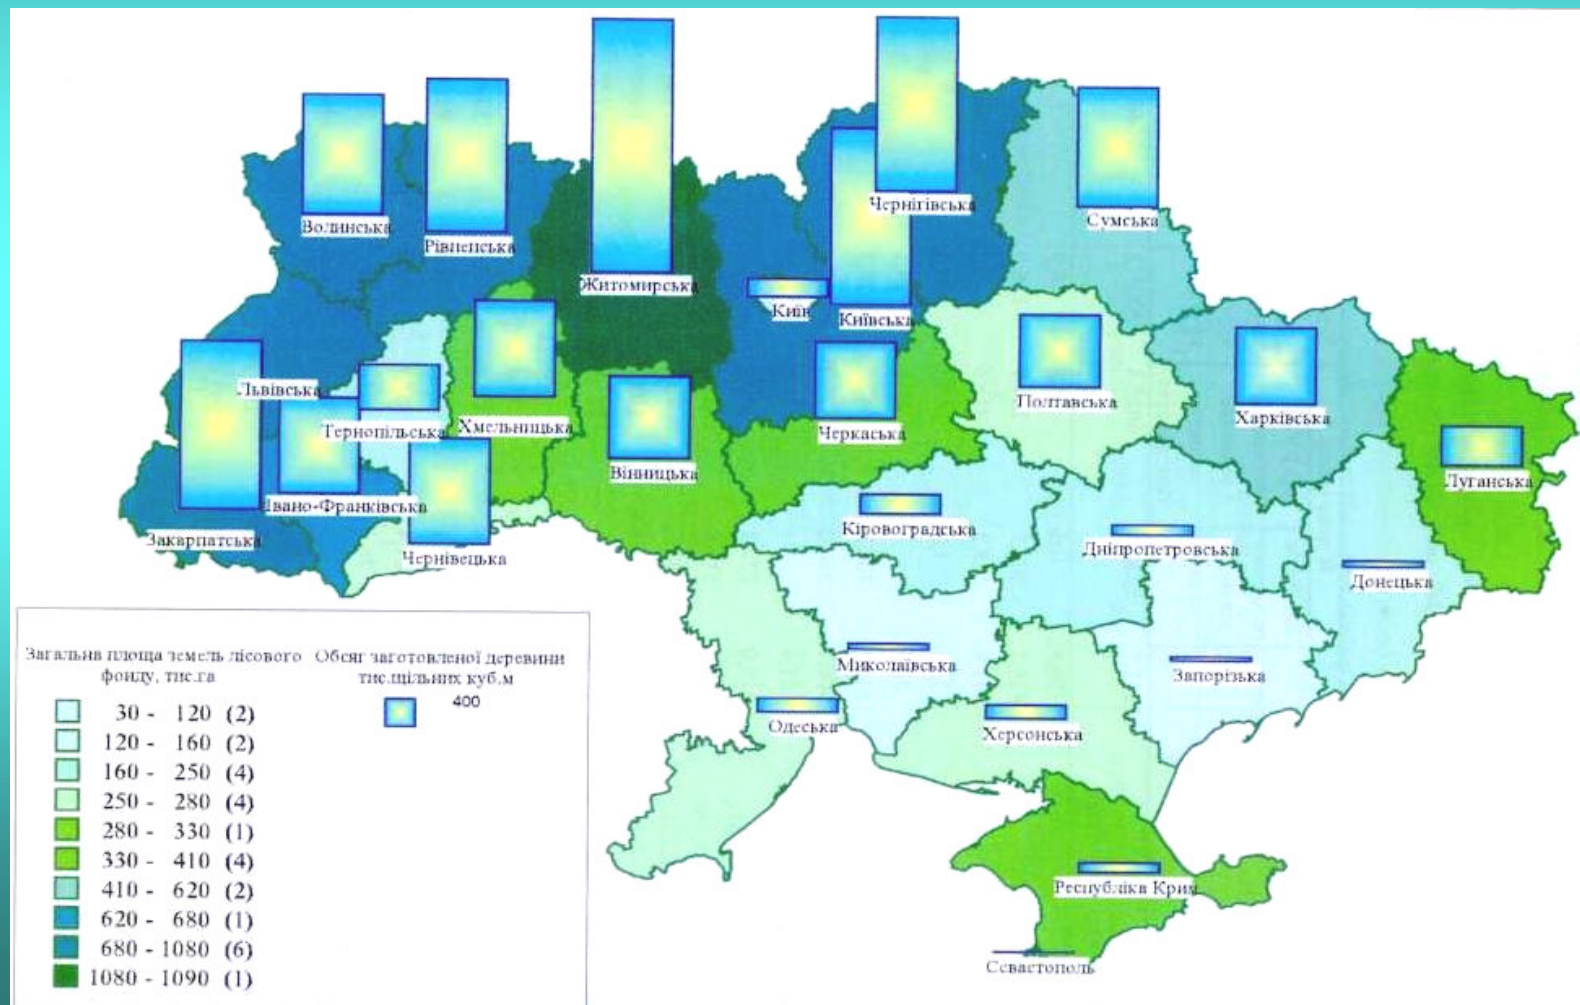 Волинська
Рівненська
Житомирська
Київ
Київська
Чернігівська
Сумська
Львівська
Тернопільська
Хмельницька
Вінницька
Черкаська
Полтавська
Харківська
Луганська
Закарпатська
Івано-Франківська
Чернівецька
Кіровоградська
Дніпропетровська
Донецька
Миколаївська
Запорізька
Одеська
Херсонська
Республіка Крим
Севастополь
Загальна площа земель лісового
фонду, тис.га
30 - 120 (2)
120 - 160 (2)
160 - 250 (4)
250 - 280 (4)
280 - 330 (1)
330 - 410 (4)
410 - 620 (2)
620 - 680 (1)
680 - 1080 (6)
1080 - 1090 (1)
Обсяг заготовленої деревини
тис.щільних куб.м
400